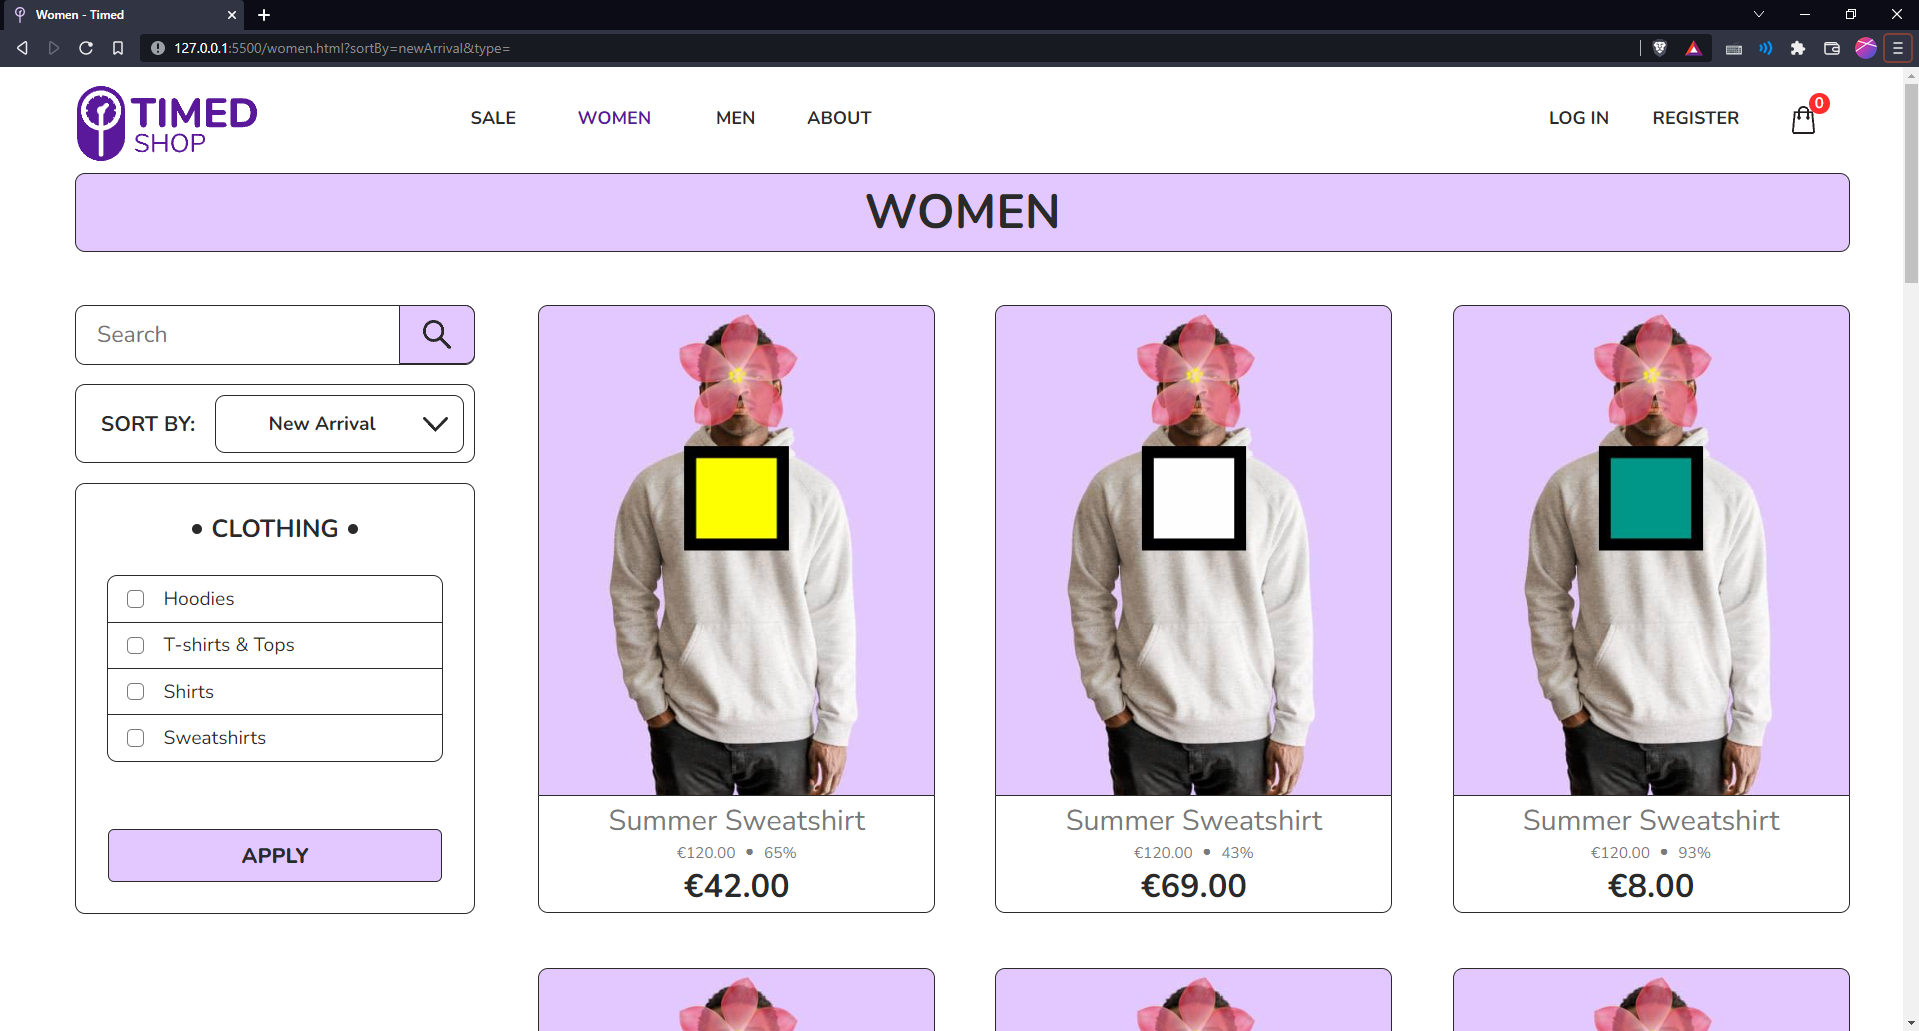 Women - Timed
127.0.0.1:5500/women.html?sortBy=newArrival&type=
TIMED
SHOP
SALE
WOMEN
MEN
ABOUT
LOG IN
REGISTER
0
WOMEN
Search
SORT BY:
New Arrival
• CLOTHING •
Hoodies
T-shirts & Tops
Shirts
Sweatshirts
APPLY
Summer Sweatshirt
€120.00 • 65%
€42.00
Summer Sweatshirt
€120.00 • 43%
€69.00
Summer Sweatshirt
€120.00 • 93%
€8.00